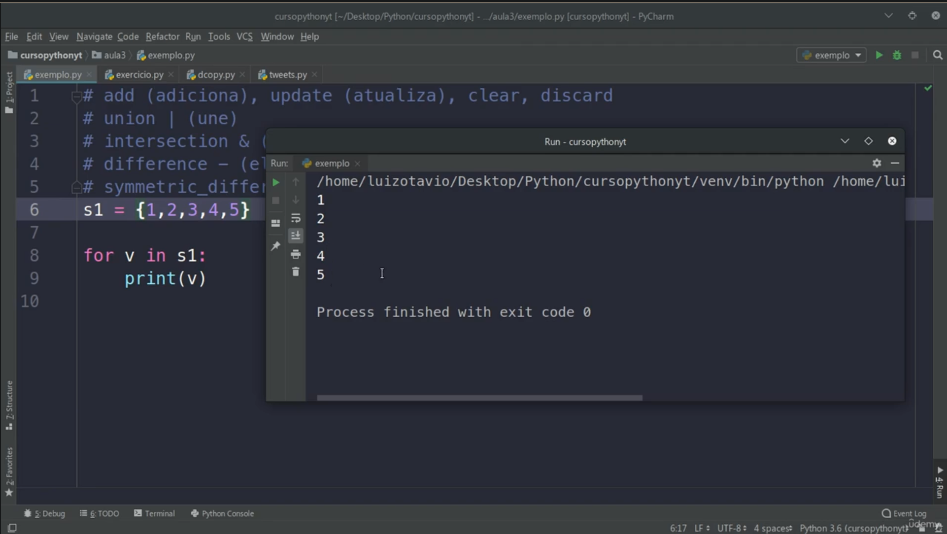 cursopythonyt [~/Desktop/Python/cursopythonyt] - .../aula3/exemplo.py [cursopythonyt] - PyCharm
File Edit View Navigate Code Refactor Run Tools VCS Window Help
cursopythonyt aula3 exemplo.py exemplo
exemplo.py exercicio.py dcopy.py tweets.py
1: Project
1 # add (adiciona), update (atualiza), clear, discard
2 # union | (une)
3 # intersection & (
4 # difference - (el
5 # symmetric_differ
6 s1 = {1,2,3,4,5}
7
8 for v in s1:
9 print(v)
10
Run - cursopythonyt
Run: exemplo
/home/luizotavio/Desktop/Python/cursopythonyt/venv/bin/python /home/lui
1
2
3
4
5
Process finished with exit code 0
7: Structure
2: Favorites
4: Run
5: Debug 6: TODO Terminal Python Console Event Log
6:17 LF UTF-8 4 spaces Python 3.6 (cursopythonyt)
ûdemy